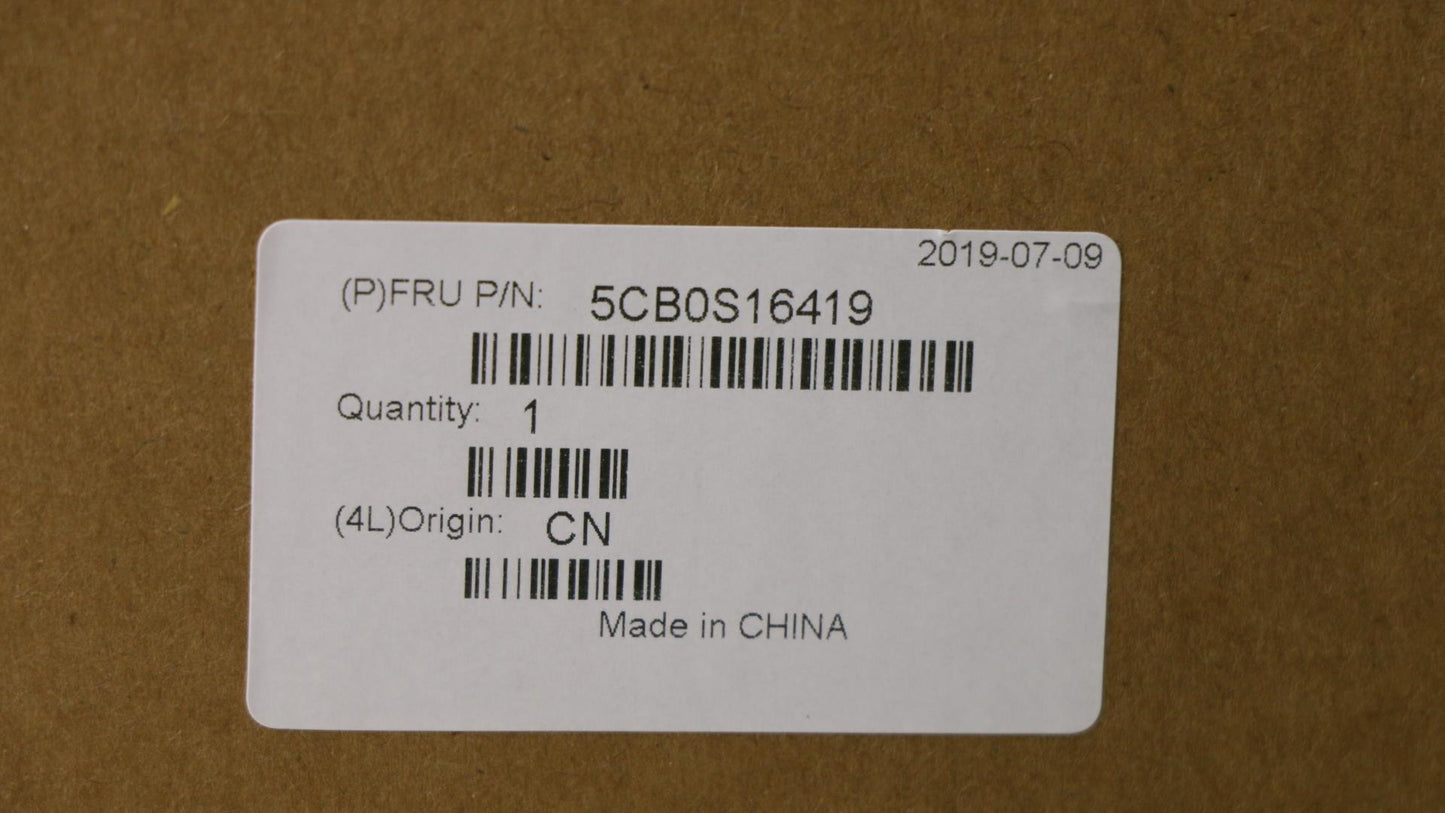 2019-07-09
(P)FRU P/N: 5CB0S16419
Quantity: 1
(4L)Origin: CN
Made in CHINA